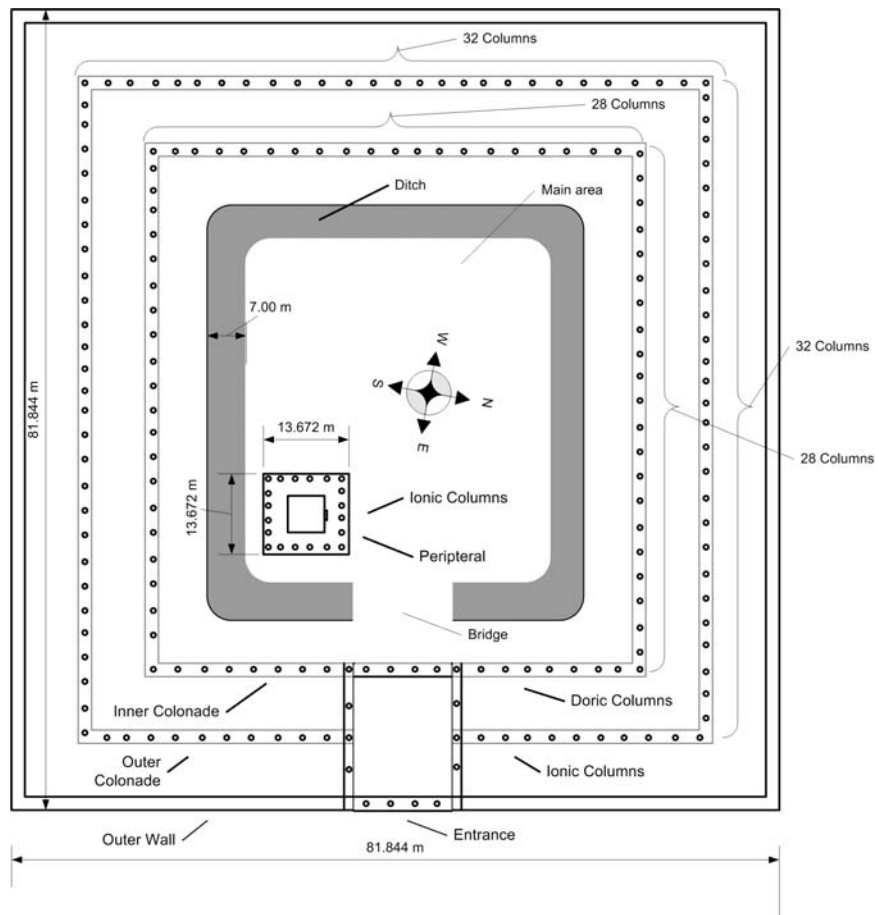 32 Columns
28 Columns
Ditch
Main area
7.00 m
W
S
N
E
32 Columns
81.844 m
13.672 m
28 Columns
13.672 m
Ionic Columns
Peripteral
Bridge
Inner Colonade
Doric Columns
Outer
Colonade
Ionic Columns
Outer Wall
Entrance
81.844 m